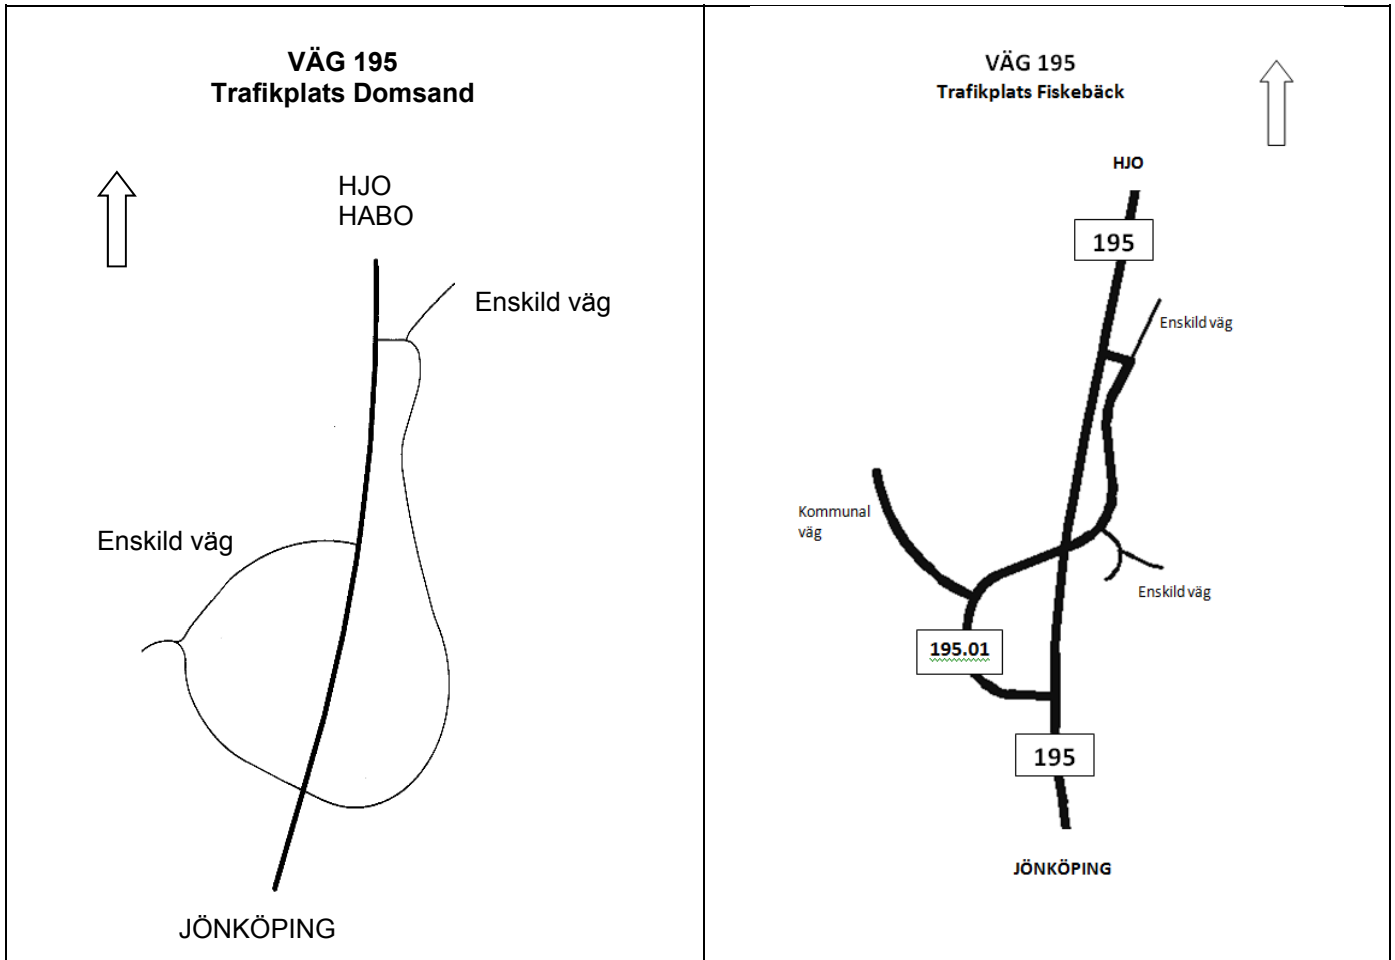 VÄG 195
Trafikplats Domsand
HJO
HABO
Enskild väg
Enskild väg
JÖNKÖPING
VÄG 195
Trafikplats Fiskebäck
HJO
195
Enskild väg
Kommunal
väg
Enskild väg
195.01
195
JÖNKÖPING